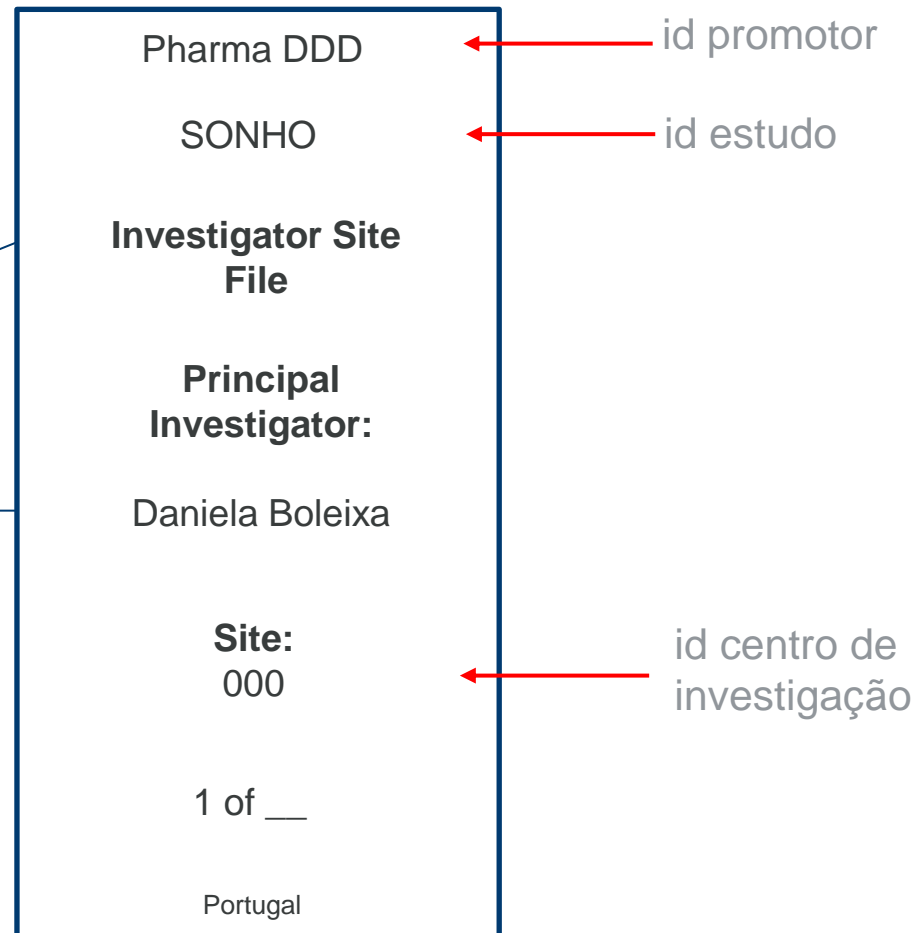 Pharma DDD
id promotor
SONHO
id estudo
Investigator Site
File
Principal
Investigator:
Daniela Boleixa
Site:
000
id centro de
investigação
1 of __
Portugal